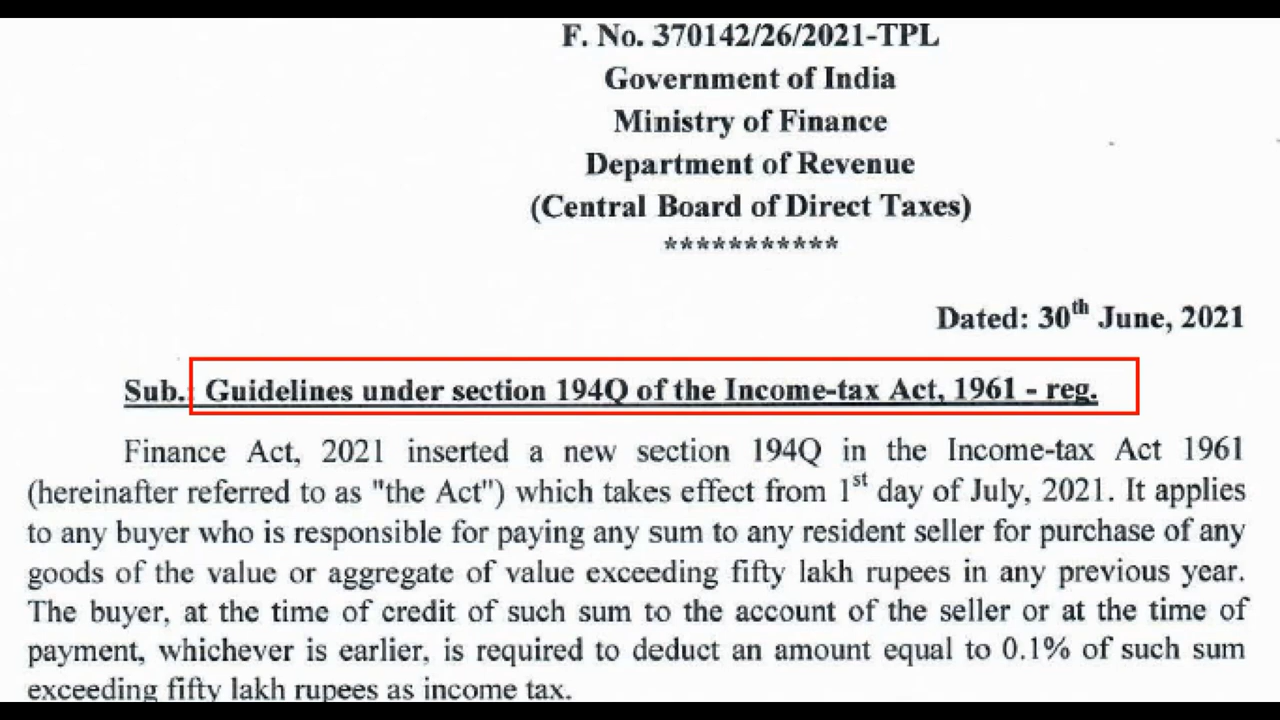 F. No. 370142/26/2021-TPL
Government of India
Ministry of Finance
Department of Revenue
(Central Board of Direct Taxes)
***********
Dated: 30th June, 2021
Sub.: Guidelines under section 194Q of the Income-tax Act, 1961 - reg.
Finance Act, 2021 inserted a new section 194Q in the Income-tax Act 1961
(hereinafter referred to as "the Act") which takes effect from 1st day of July, 2021. It applies
to any buyer who is responsible for paying any sum to any resident seller for purchase of any
goods of the value or aggregate of value exceeding fifty lakh rupees in any previous year.
The buyer, at the time of credit of such sum to the account of the seller or at the time of
payment, whichever is earlier, is required to deduct an amount equal to 0.1% of such sum
exceeding fifty lakh rupees as income tax.